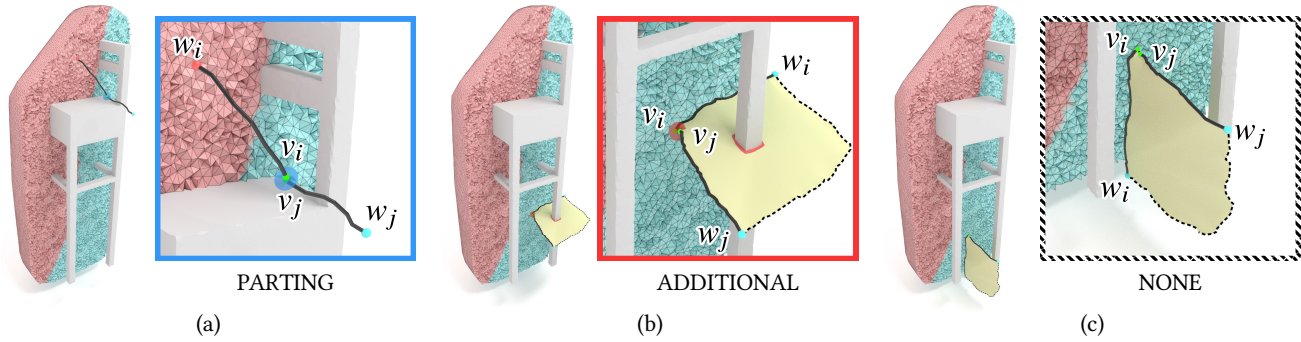 w_i
v_i
v_j
w_j
PARTING
(a)
w_i
v_i
v_j
w_j
ADDITIONAL
(b)
v_i
v_j
w_j
w_i
NONE
(c)